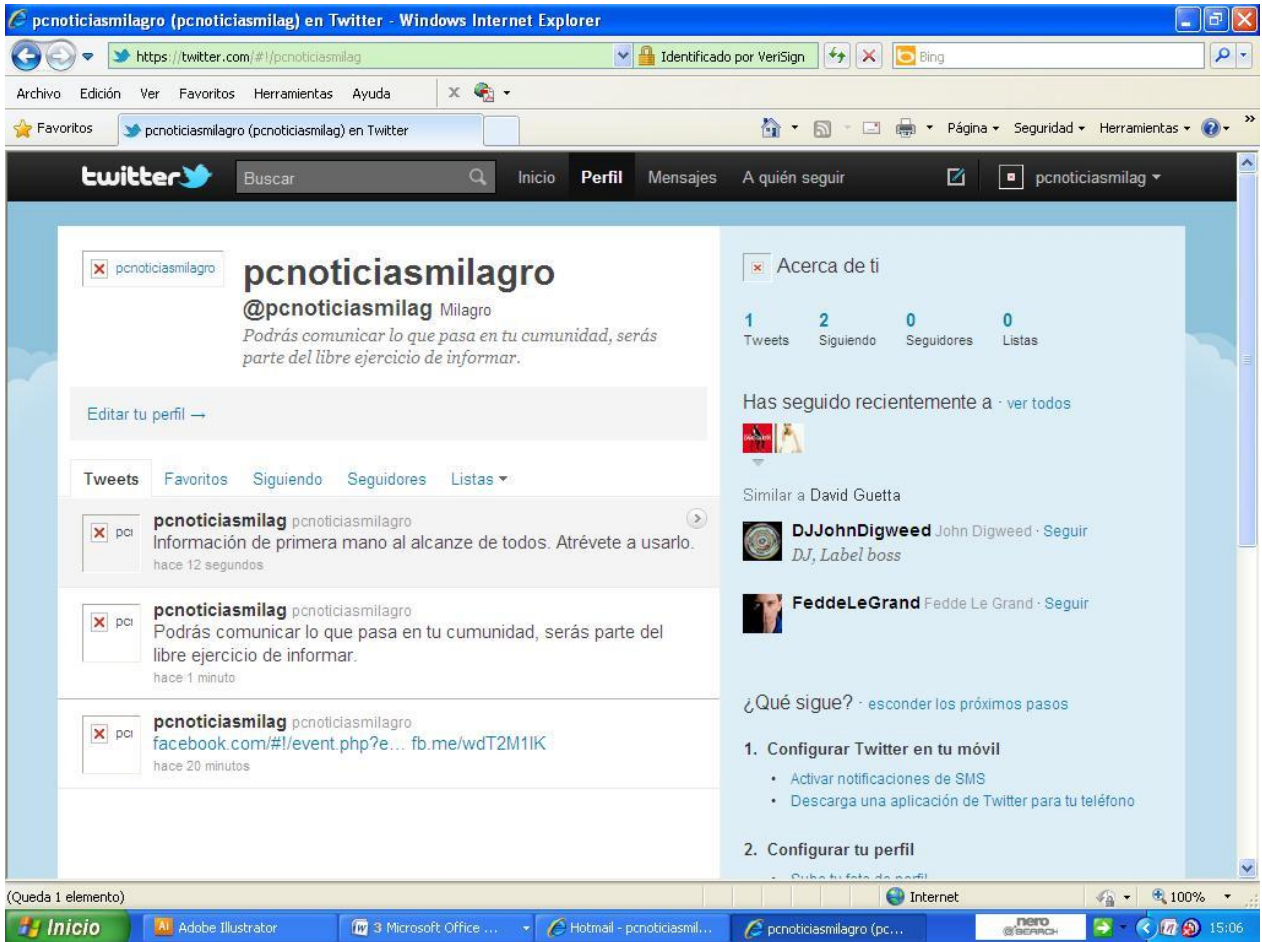 pcnoticiasmilagro (pcnoticiasmilag) en Twitter - Windows Internet Explorer
https://twitter.com/#!/pcnoticiasmilag
Identificado por VeriSign
Bing
Archivo Edición Ver Favoritos Herramientas Ayuda
Favoritos
pcnoticiasmilagro (pcnoticiasmilag) en Twitter
Página Seguridad Herramientas
twitter
Buscar
Inicio Perfil Mensajes A quién seguir
pcnoticiasmilag
pcnoticiasmilagro
pcnoticiasmilagro
@pcnoticiasmilag Milagro
Podrás comunicar lo que pasa en tu cumunidad, serás
parte del libre ejercicio de informar.
Editar tu perfil →
Tweets Favoritos Siguiendo Seguidores Listas
pcnoticiasmilag pcnoticiasmilagro
Información de primera mano al alcanze de todos. Atrévete a usarlo.
hace 12 segundos
pcnoticiasmilag pcnoticiasmilagro
Podrás comunicar lo que pasa en tu cumunidad, serás parte del
libre ejercicio de informar.
hace 1 minuto
pcnoticiasmilag pcnoticiasmilagro
facebook.com/#!/event.php?e... fb.me/wdT2M1IK
hace 20 minutos
Acerca de ti
1 2 0 0
Tweets Siguiendo Seguidores Listas
Has seguido recientemente a · ver todos
Similar a David Guetta
DJJohnDigweed John Digweed · Seguir
DJ, Label boss
FeddeLeGrand Fedde Le Grand · Seguir
¿Qué sigue? · esconder los próximos pasos
1. Configurar Twitter en tu móvil
• Activar notificaciones de SMS
• Descarga una aplicación de Twitter para tu teléfono
2. Configurar tu perfil
(Queda 1 elemento)
Internet
100%
Inicio
Adobe Illustrator
3 Microsoft Office ...
Hotmail - pcnoticiasmil...
pcnoticiasmilagro (pc...
nero
SEARCH
15:06